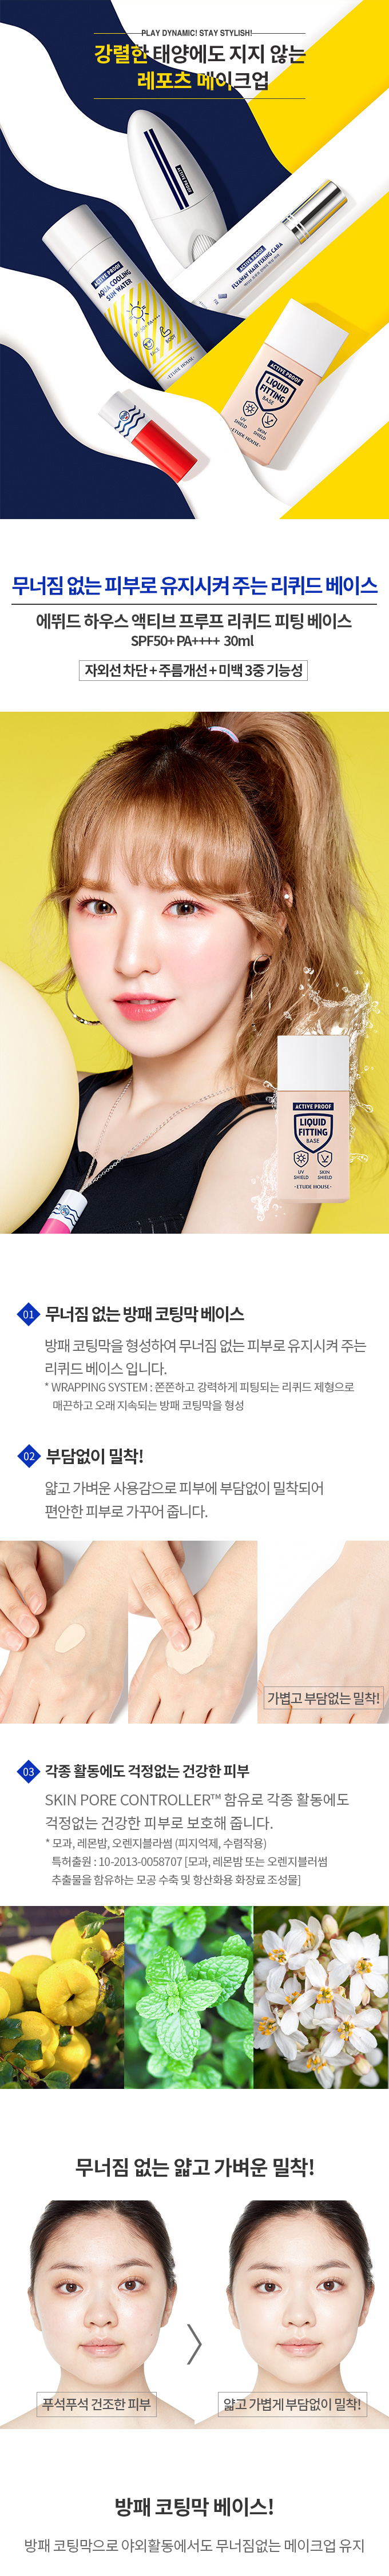 PLAY DYNAMIC! STAY STYLISH!
강렬한 태양에도 지지 않는
레포츠 메이크업
ACTIVE PROOF
ACTIVE PROOF
FLYAWAY HAIR FIXING CARA
ACTIVE PROOF
AQUA COOLING
SUN WATER
SPF50+ PA++++
FACE
BODY
·ETUDE HOUSE·
ACTIVE PROOF
LIQUID
FITTING
BASE
UV
SHIELD
SKIN
SHIELD
·ETUDE HOUSE·
무너짐 없는 피부로 유지시켜 주는 리퀴드 베이스
에뛰드 하우스 액티브 프루프 리퀴드 피팅 베이스
SPF50+ PA++++ 30ml
자외선 차단 + 주름개선 + 미백 3중 기능성
ACTIVE PROOF
LIQUID
FITTING
BASE
UV
SHIELD
SKIN
SHIELD
·ETUDE HOUSE·
01 무너짐 없는 방패 코팅막 베이스
방패 코팅막을 형성하여 무너짐 없는 피부로 유지시켜 주는
리퀴드 베이스 입니다.
* WRAPPING SYSTEM : 쫀쫀하고 강력하게 피팅되는 리퀴드 제형으로
매끈하고 오래 지속되는 방패 코팅막을 형성
02 부담없이 밀착!
얇고 가벼운 사용감으로 피부에 부담없이 밀착되어
편안한 피부로 가꾸어 줍니다.
가볍고 부담없는 밀착!
03 각종 활동에도 걱정없는 건강한 피부
SKIN PORE CONTROLLER™ 함유로 각종 활동에도
걱정없는 건강한 피부로 보호해 줍니다.
* 모과, 레몬밤, 오렌지블라썸 (피지억제, 수렴작용)
특허출원 : 10-2013-0058707 [모과, 레몬밤 또는 오렌지블러썸
추출물을 함유하는 모공 수축 및 항산화용 화장료 조성물]
무너짐 없는 얇고 가벼운 밀착!
푸석푸석 건조한 피부
얇고 가볍게 부담없이 밀착!
방패 코팅막 베이스!
방패 코팅막으로 야외활동에서도 무너짐없는 메이크업 유지